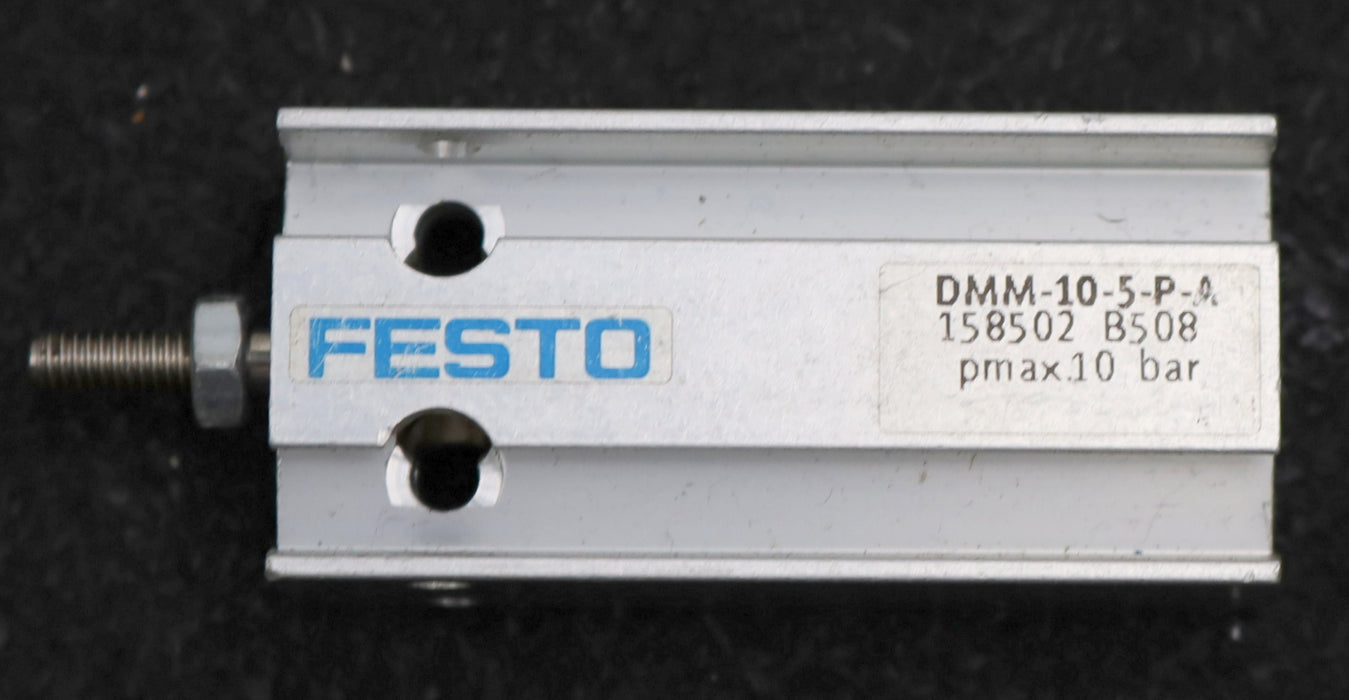 FESTO
DMM-10-5-P-A
158502 B508
pmax.10 bar